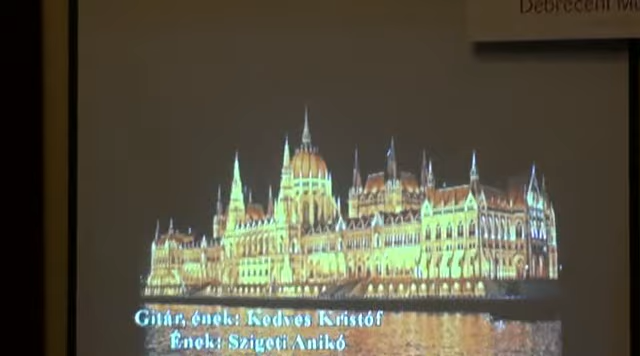 Debreceni
Gitár, ének: Kedves Kristóf
Ének: Szigeti Anikó